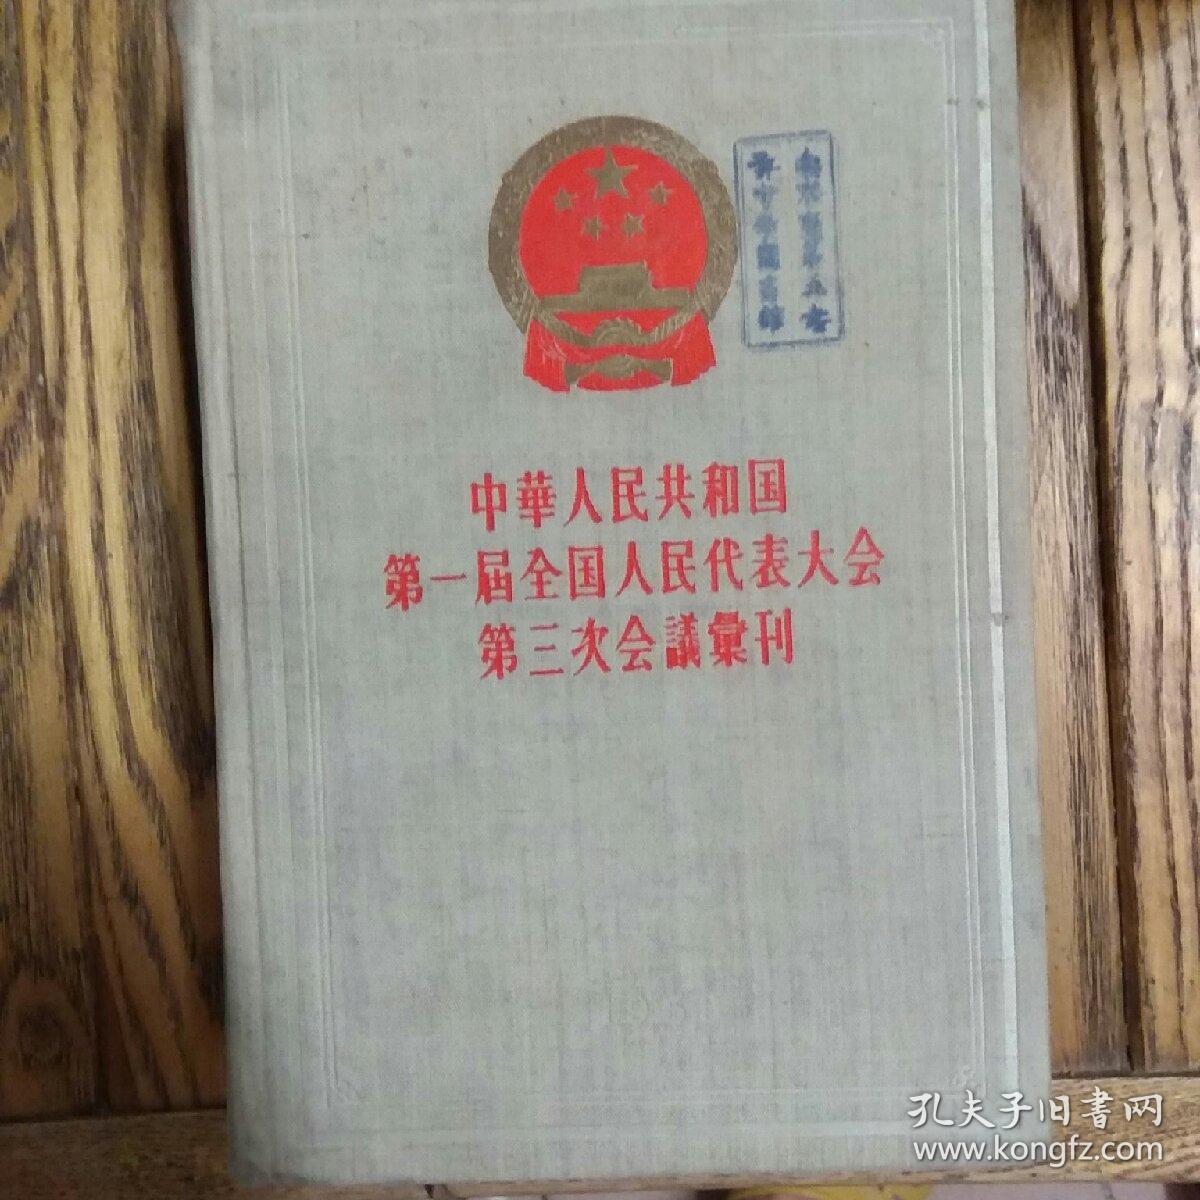 中華人民共和国
第一屆全国人民代表大会
第三次会議彙刊
孔夫子旧書网
www.kongfz.com